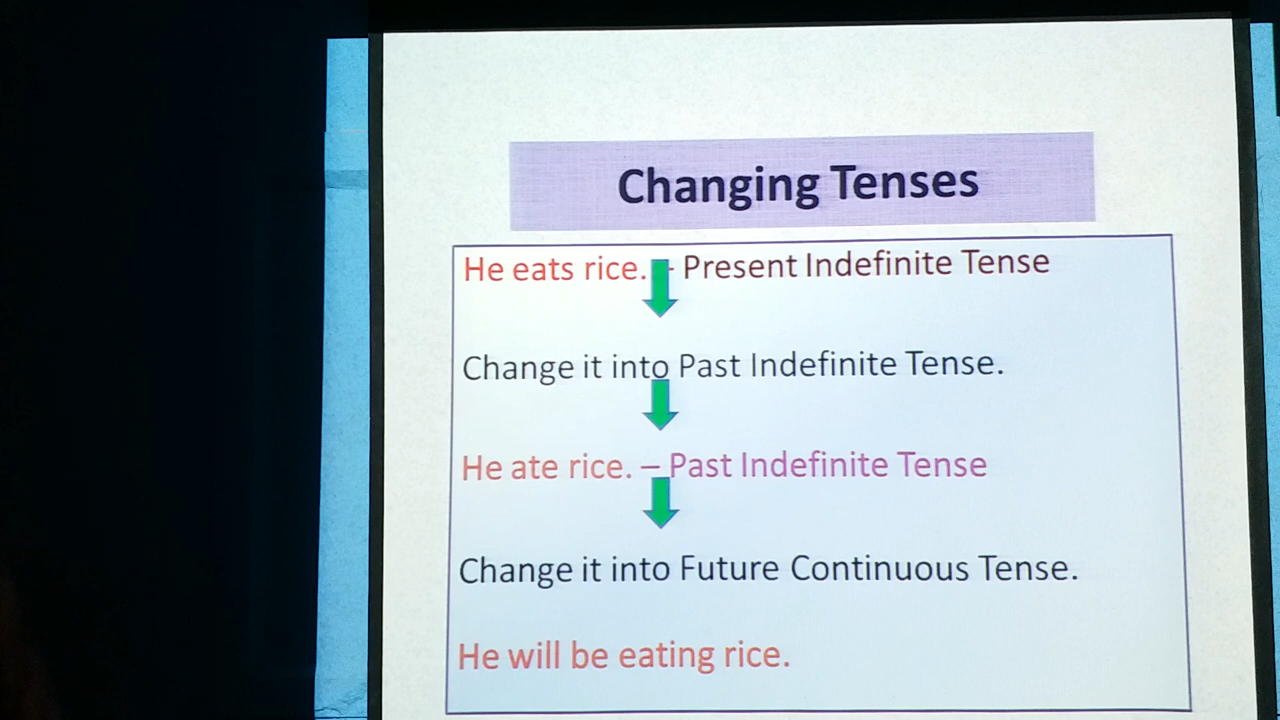 Changing Tenses
He eats rice. - Present Indefinite Tense
Change it into Past Indefinite Tense.
He ate rice. – Past Indefinite Tense
Change it into Future Continuous Tense.
He will be eating rice.